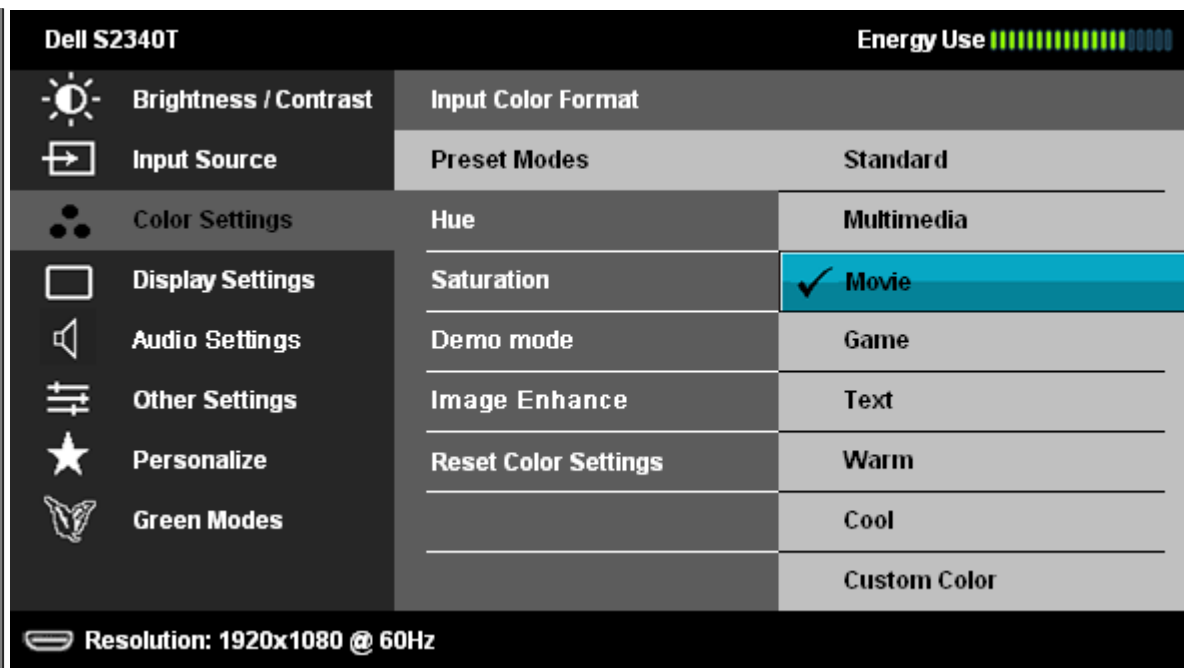 Dell S2340T Energy Use
Brightness / Contrast Input Color Format
Input Source Preset Modes Standard
Color Settings Hue Multimedia
Display Settings Saturation Movie
Audio Settings Demo mode Game
Other Settings Image Enhance Text
Personalize Reset Color Settings Warm
Green Modes Cool
Custom Color
Resolution: 1920x1080 @ 60Hz